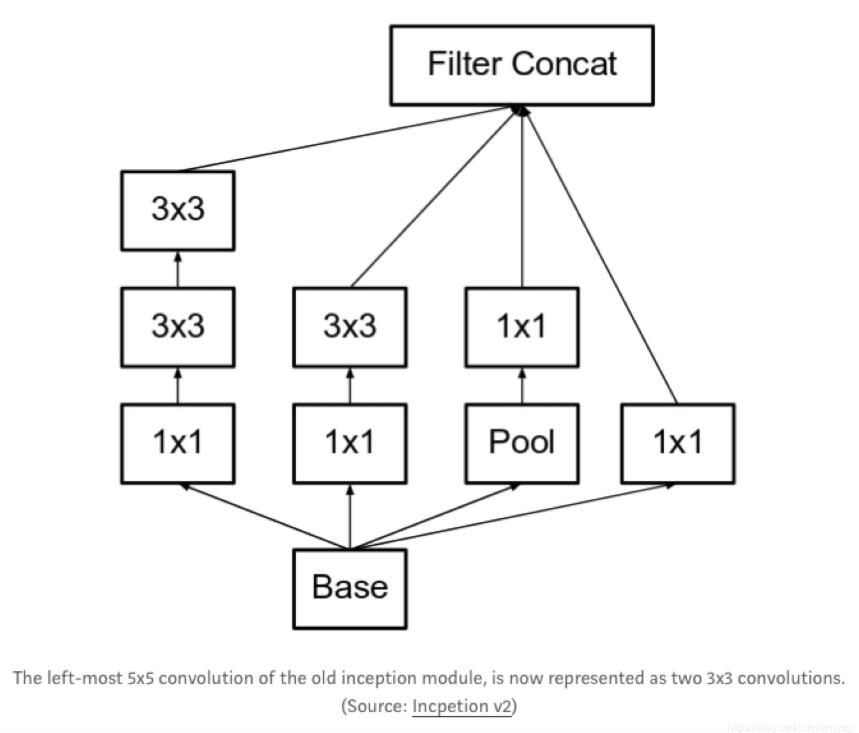 Filter Concat
3x3
3x3 3x3 1x1
1x1 1x1 Pool 1x1
Base
The left-most 5x5 convolution of the old inception module, is now represented as two 3x3 convolutions.
(Source: Incpetion v2)